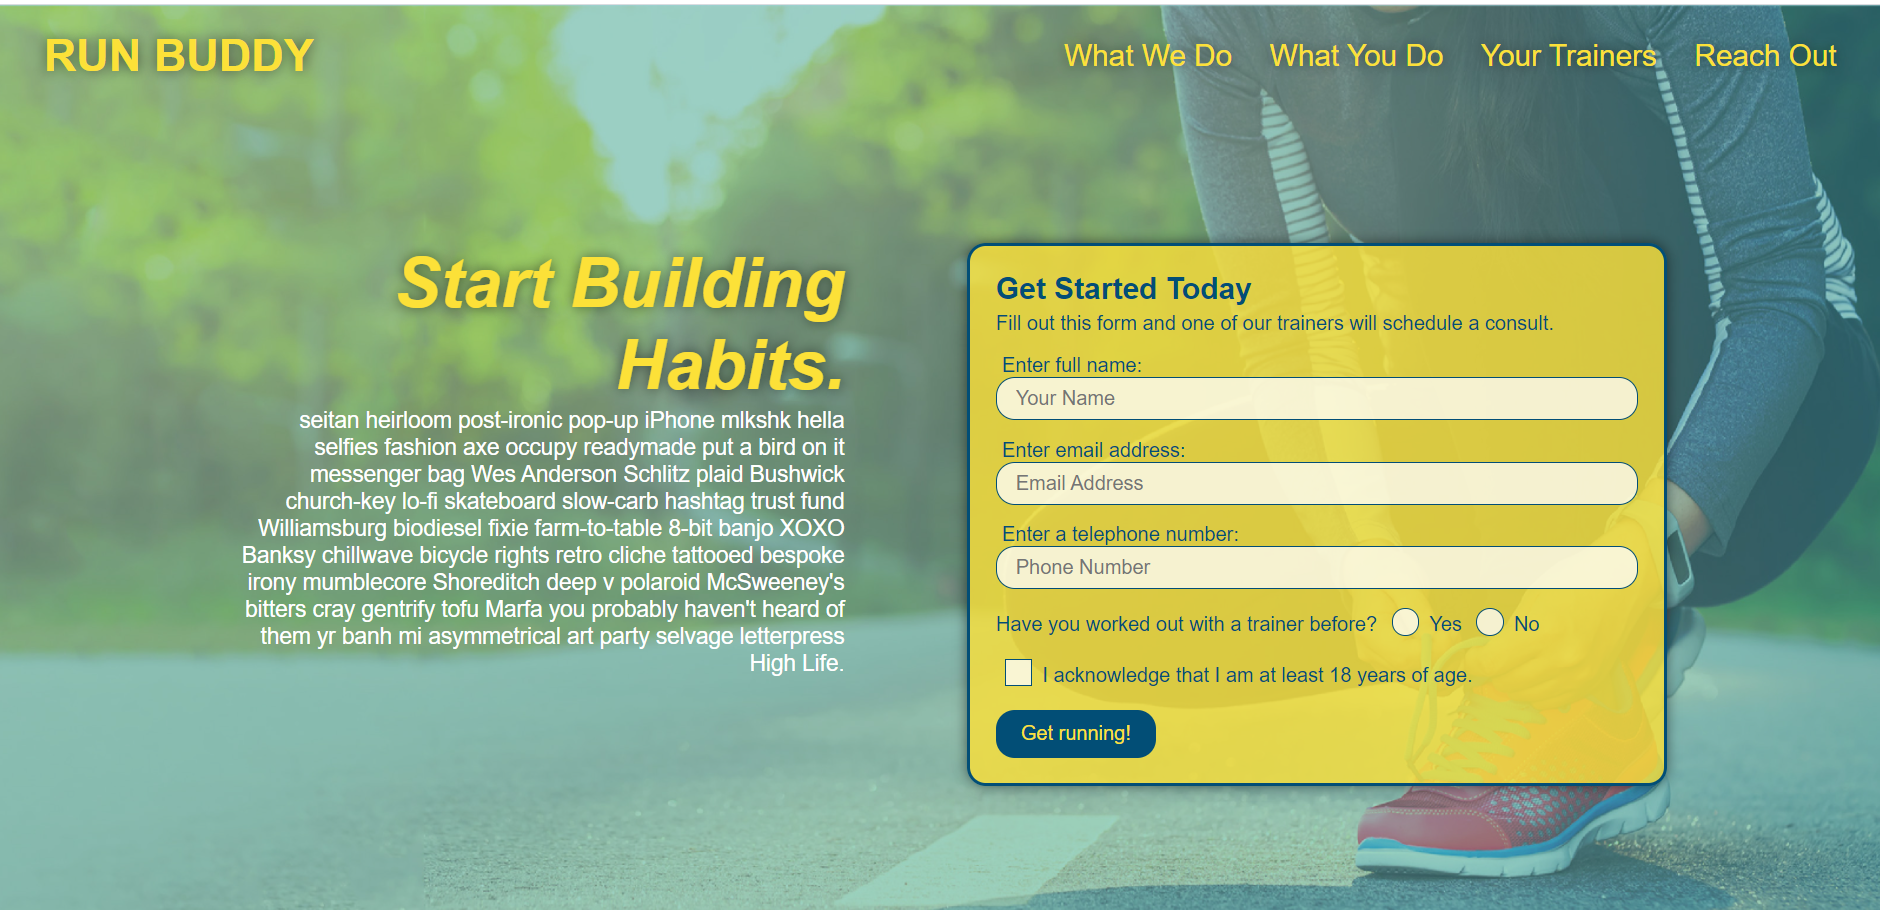 RUN BUDDY
What We Do What You Do Your Trainers Reach Out
Start Building
Habits.
seitan heirloom post-ironic pop-up iPhone mlkshk hella
selfies fashion axe occupy readymade put a bird on it
messenger bag Wes Anderson Schlitz plaid Bushwick
church-key lo-fi skateboard slow-carb hashtag trust fund
Williamsburg biodiesel fixie farm-to-table 8-bit banjo XOXO
Banksy chillwave bicycle rights retro cliche tattooed bespoke
irony mumblecore Shoreditch deep v polaroid McSweeney's
bitters cray gentrify tofu Marfa you probably haven't heard of
them yr banh mi asymmetrical art party selvage letterpress
High Life.
Get Started Today
Fill out this form and one of our trainers will schedule a consult.
Enter full name:
Your Name
Enter email address:
Email Address
Enter a telephone number:
Phone Number
Have you worked out with a trainer before? Yes No
I acknowledge that I am at least 18 years of age.
Get running!